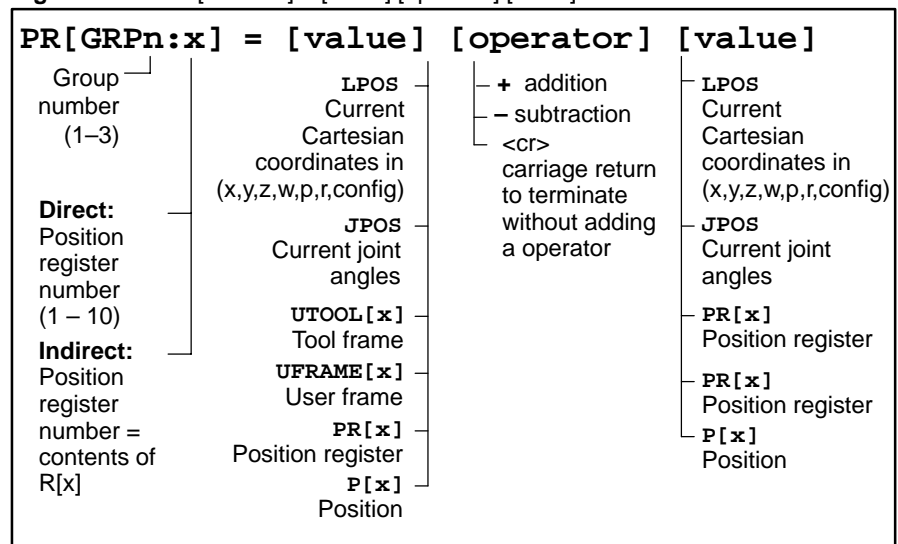 PR[GRPn:x] = [value] [operator] [value]
Group
number
(1–3)
Direct:
Position
register
number
(1 – 10)
Indirect:
Position
register
number =
contents of
R[x]
LPOS
Current
Cartesian
coordinates in
(x,y,z,w,p,r,config)
JPOS
Current joint
angles
UTOOL[x]
Tool frame
UFRAME[x]
User frame
PR[x]
Position register
P[x]
Position
+ addition
– subtraction
<cr>
carriage return
to terminate
without adding
a operator
LPOS
Current
Cartesian
coordinates in
(x,y,z,w,p,r,config)
JPOS
Current joint
angles
PR[x]
Position register
PR[x]
Position register
P[x]
Position